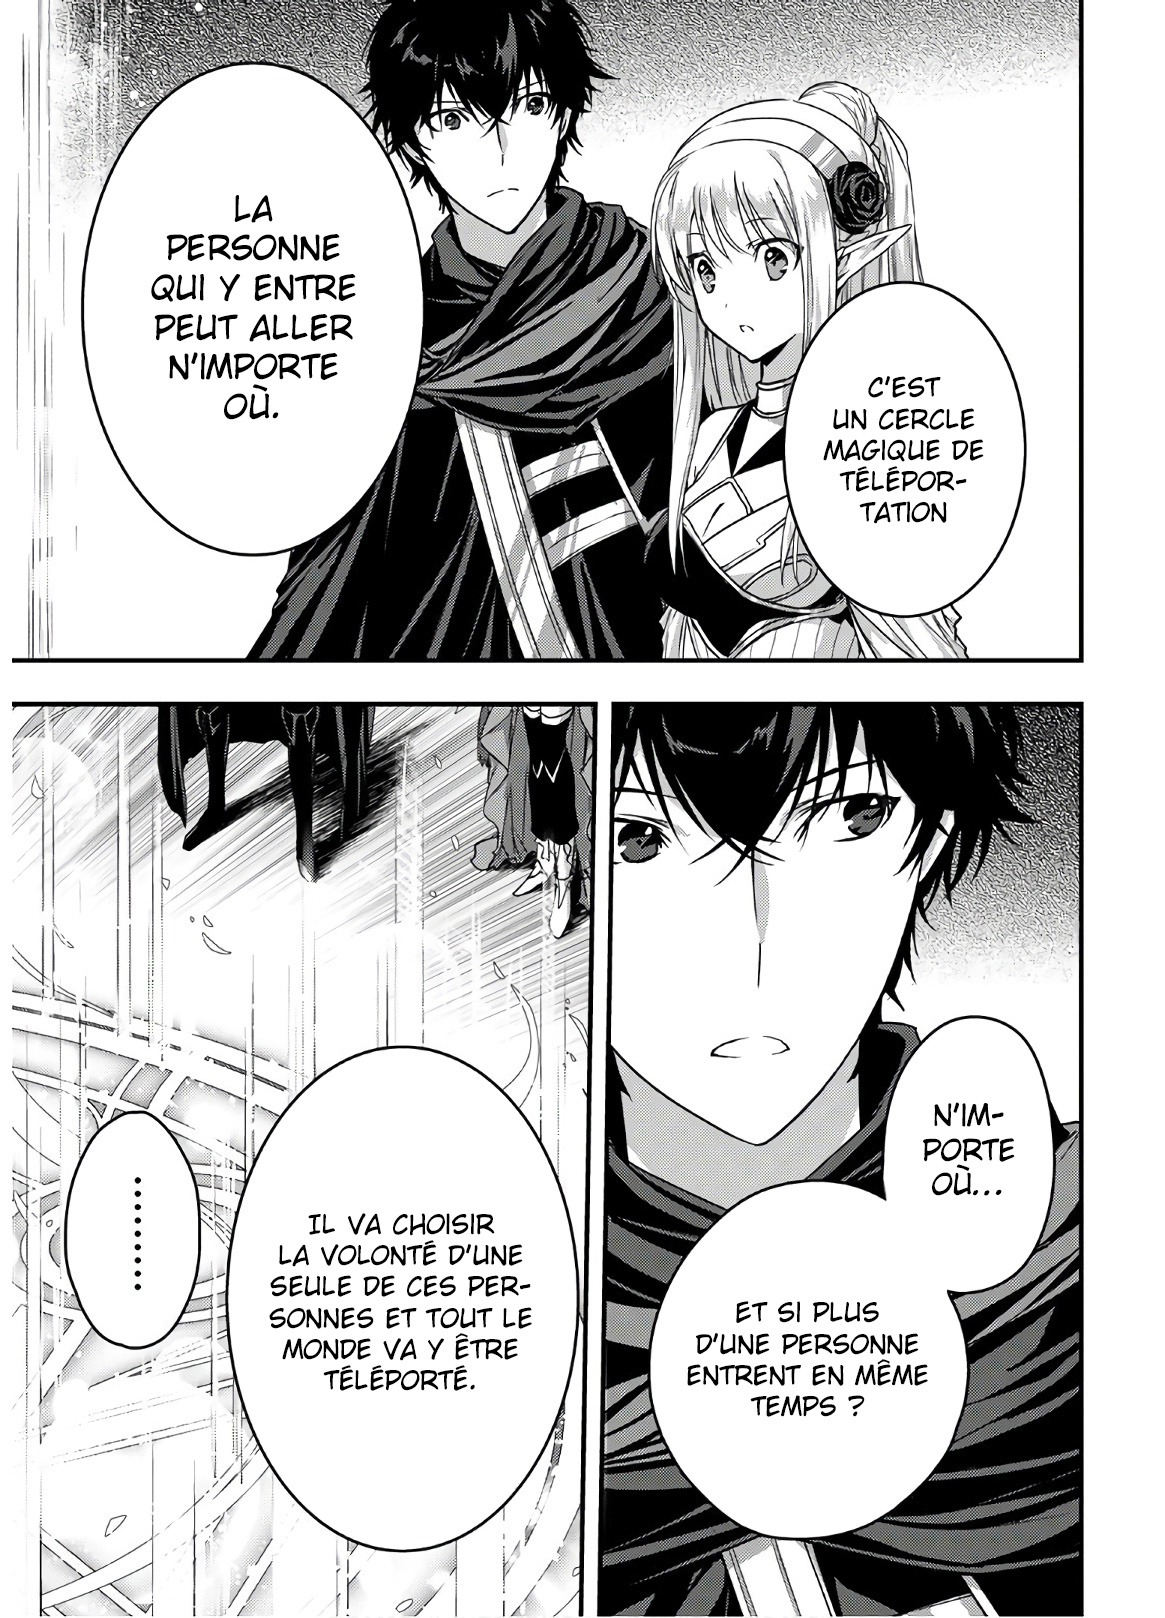 C'EST
UN CERCLE
MAGIQUE DE
TÉLÉPOR-
TATION
LA
PERSONNE
QUI Y ENTRE
PEUT ALLER
N'IMPORTE
OÙ.
N'IM-
PORTE
OÙ...
ET SI PLUS
D'UNE PERSONNE
ENTRENT EN MÊME
TEMPS ?
IL VA CHOISIR
LA VOLONTÉ D'UNE
SEULE DE CES PER-
SONNES ET TOUT LE
MONDE VA Y ÊTRE
TÉLÉPORTÉ.
.........